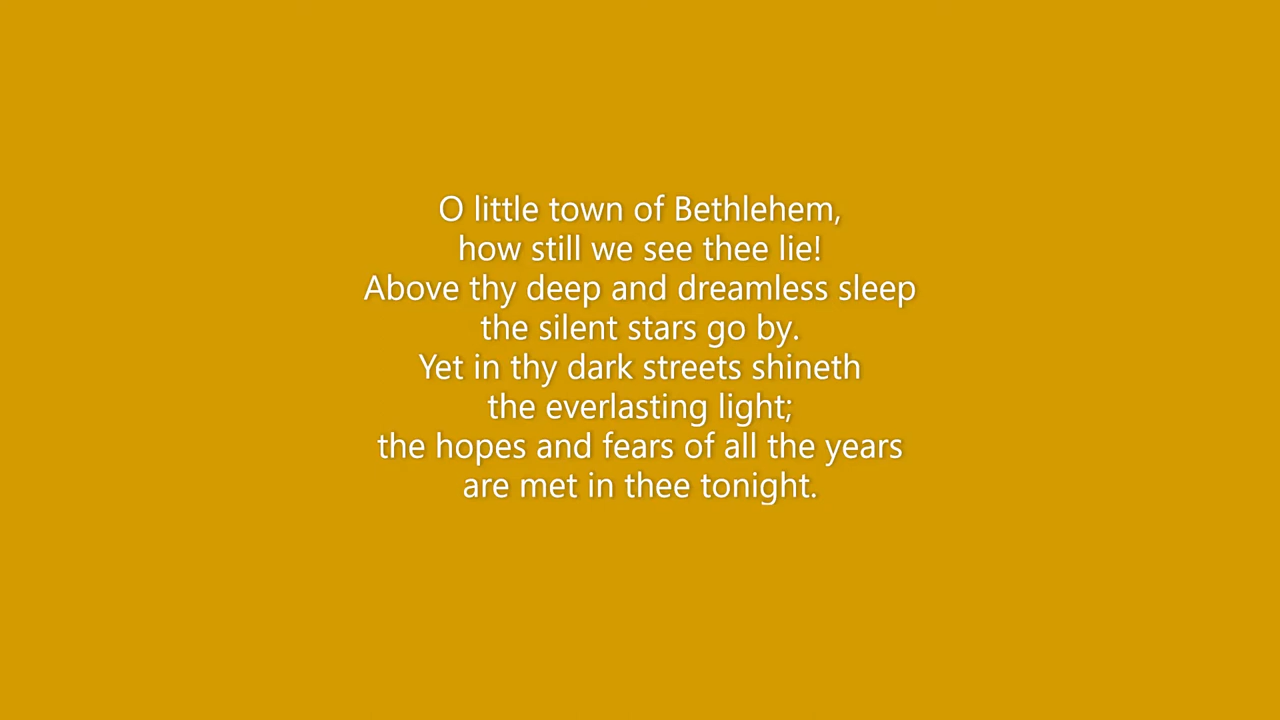 O little town of Bethlehem,
how still we see thee lie!
Above thy deep and dreamless sleep
the silent stars go by.
Yet in thy dark streets shineth
the everlasting light;
the hopes and fears of all the years
are met in thee tonight.